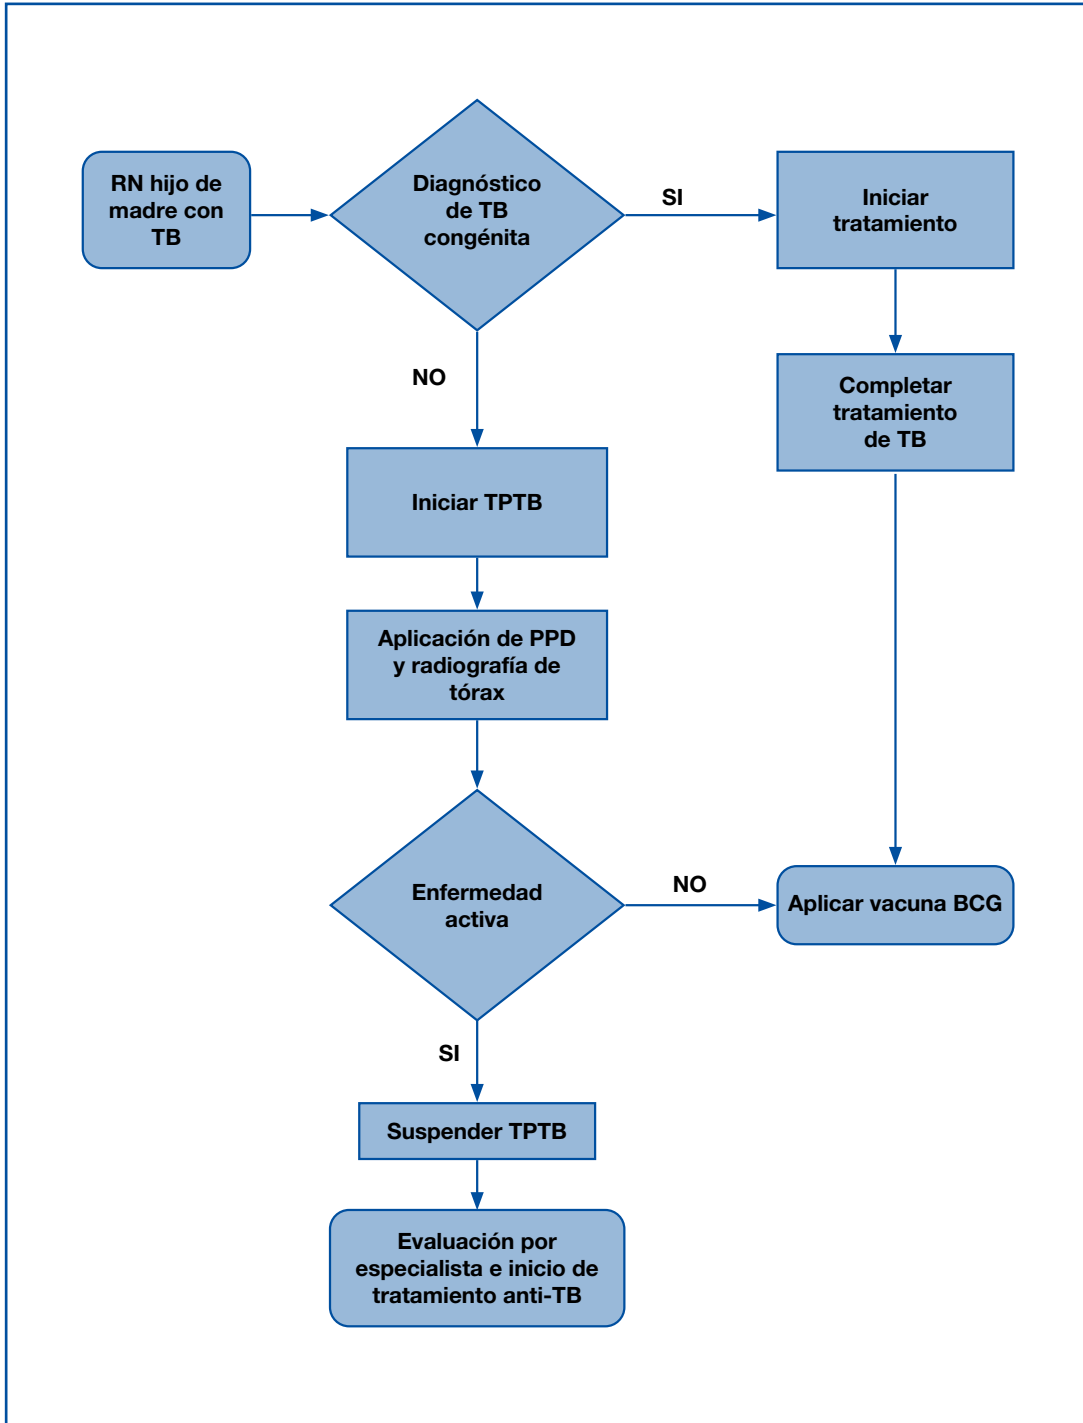 RN hijo de
madre con
TB
Diagnóstico
de TB
congénita
SI
Iniciar
tratamiento
Completar
tratamiento
de TB
NO
Iniciar TPTB
Aplicación de PPD
y radiografía de
tórax
Enfermedad
activa
NO
Aplicar vacuna BCG
SI
Suspender TPTB
Evaluación por
especialista e inicio de
tratamiento anti-TB